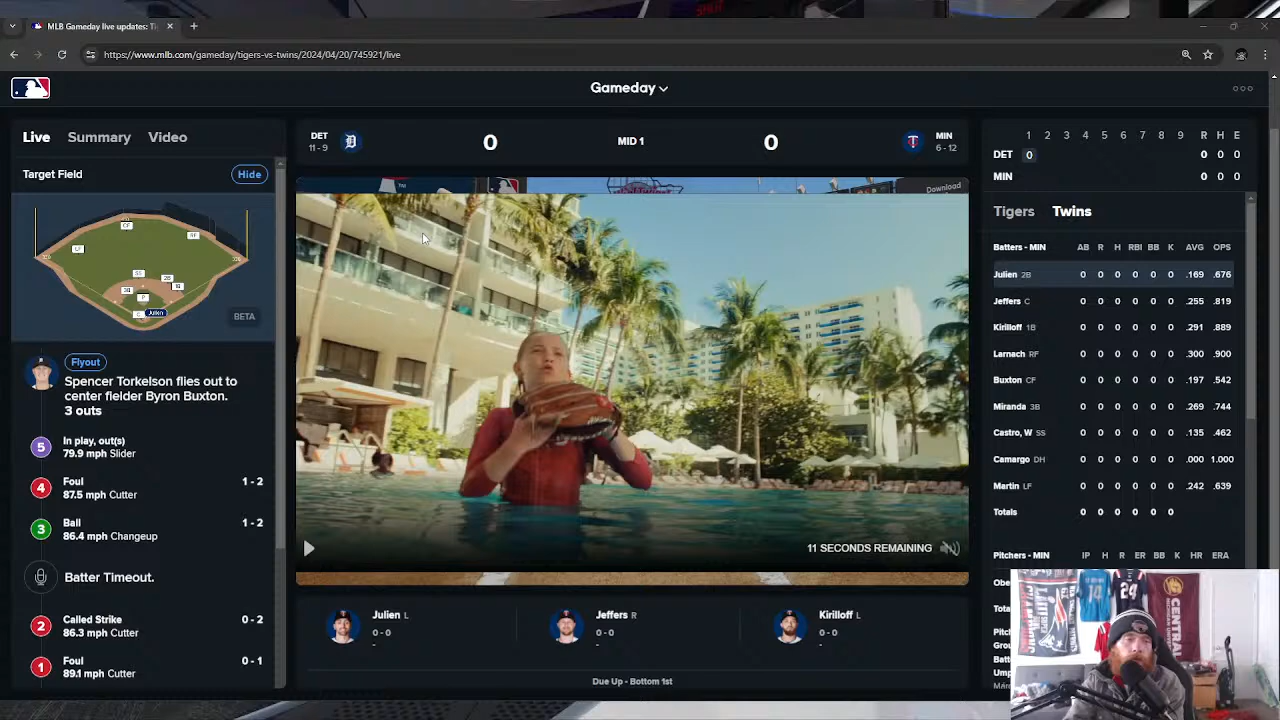 MLB Gameday live updates: Ti
https://www.mlb.com/gameday/tigers-vs-twins/2024/04/20/745921/live
Gameday
Live Summary Video
Target Field Hide
CF
LF RF
SS 2B
3B 1B
P
C Julien
BETA
Flyout
Spencer Torkelson flies out to
center fielder Byron Buxton.
3 outs
5 In play, out(s)
79.9 mph Slider
4 Foul 1 - 2
87.5 mph Cutter
3 Ball 1 - 2
86.4 mph Changeup
Batter Timeout.
2 Called Strike 0 - 2
86.3 mph Cutter
1 Foul 0 - 1
89.1 mph Cutter
DET 0 MID 1 0 MIN
11 - 9 6 - 12
Download
11 SECONDS REMAINING
Julien L Jeffers R Kirilloff L
0 - 0 0 - 0 0 - 0
- - -
Due Up - Bottom 1st
1 2 3 4 5 6 7 8 9 R H E
DET 0 0 0 0
MIN 0 0 0
Tigers Twins
Batters - MIN AB R H RBI BB K AVG OPS
Julien 2B 0 0 0 0 0 0 .169 .676
Jeffers C 0 0 0 0 0 0 .255 .819
Kirilloff 1B 0 0 0 0 0 0 .291 .889
Larnach RF 0 0 0 0 0 0 .300 .900
Buxton CF 0 0 0 0 0 0 .197 .542
Miranda 3B 0 0 0 0 0 0 .269 .744
Castro, W SS 0 0 0 0 0 0 .135 .462
Camargo DH 0 0 0 0 0 0 .000 1.000
Martin LF 0 0 0 0 0 0 .242 .639
Totals 0 0 0 0 0 0
Pitchers - MIN IP H R ER BB K HR ERA
14
24
CENTRAL